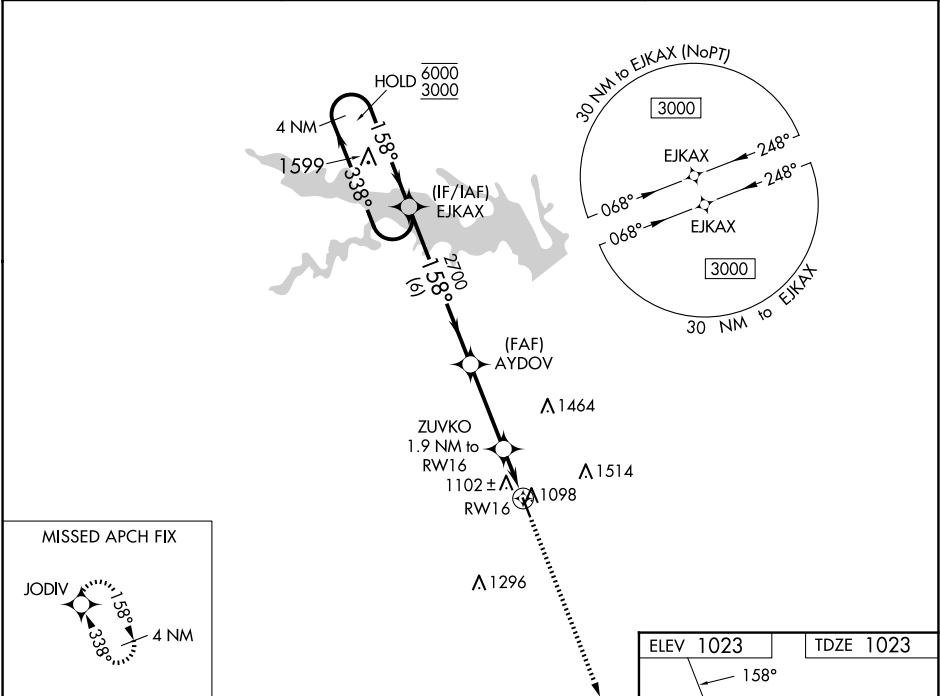 HOLD 6000
3000
4 NM
158°
1599
338°
(IF/IAF)
EJKAX
2700
158°
(6)
(FAF)
AYDOV
1464
ZUVKO
1.9 NM to
RW16
1514
1102 ±
1098
RW16
1296
30 NM to EJKAX (NoPT)
3000
EJKAX
248°
068°
248°
068°
EJKAX
3000
30 NM to EJKAX
MISSED APCH FIX
JODIV
158°
338°
4 NM
ELEV 1023
TDZE 1023
158°